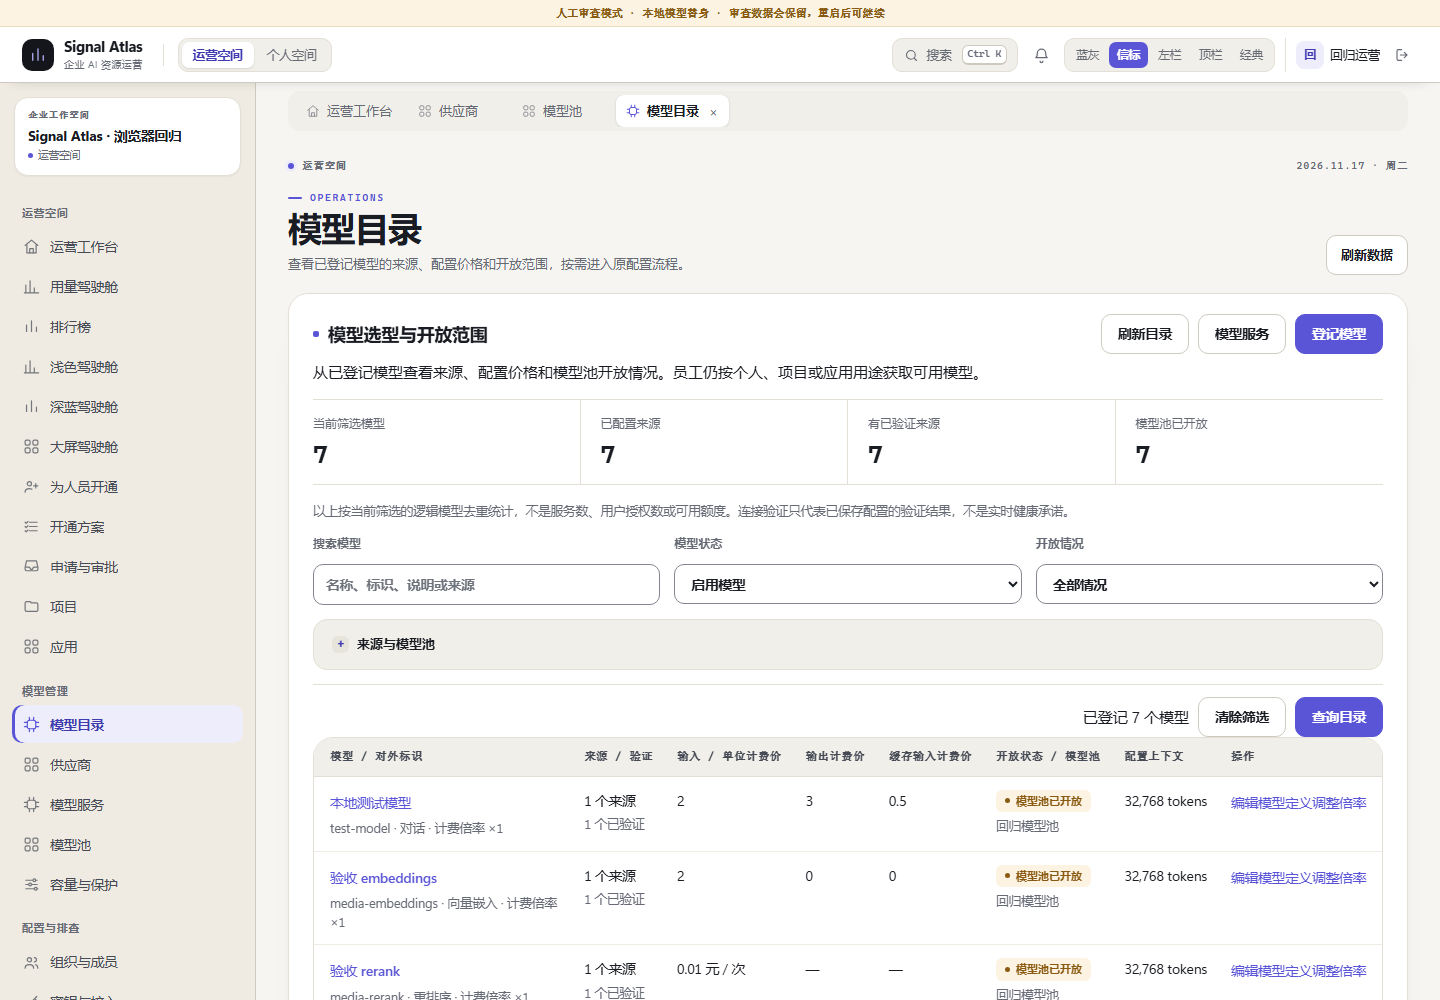 人工审查模式 · 本地模型替身 · 审查数据会保留，重启后可继续
Signal Atlas
企业 AI 资源运营
运营空间 个人空间
搜索 Ctrl K
蓝灰 信标 左栏 顶栏 经典
回 回归运营
企业工作空间
Signal Atlas · 浏览器回归
运营空间
运营空间
运营工作台
用量驾驶舱
排行榜
浅色驾驶舱
深蓝驾驶舱
大屏驾驶舱
为人员开通
开通方案
申请与审批
项目
应用
模型管理
模型目录
供应商
模型服务
模型池
容量与保护
配置与排查
组织与成员
运营工作台 供应商 模型池 模型目录 ×
运营空间
2026.11.17 · 周二
OPERATIONS
模型目录
查看已登记模型的来源、配置价格和开放范围，按需进入原配置流程。
刷新数据
模型选型与开放范围
刷新目录 模型服务 登记模型
从已登记模型查看来源、配置价格和模型池开放情况。员工仍按个人、项目或应用用途获取可用模型。
当前筛选模型 已配置来源 有已验证来源 模型池已开放
7 7 7 7
以上按当前筛选的逻辑模型去重统计，不是服务数、用户授权数或可用额度。连接验证只代表已保存配置的验证结果，不是实时健康承诺。
搜索模型 模型状态 开放情况
名称、标识、说明或来源 启用模型 全部情况
+ 来源与模型池
已登记 7 个模型 清除筛选 查询目录
模型 / 对外标识 来源 / 验证 输入 / 单位计费价 输出计费价 缓存输入计费价 开放状态 / 模型池 配置上下文 操作
本地测试模型 1 个来源 2 3 0.5 模型池已开放 32,768 tokens 编辑模型定义调整倍率
test-model · 对话 · 计费倍率 ×1 1 个已验证 回归模型池
验收 embeddings 1 个来源 2 0 0 模型池已开放 32,768 tokens 编辑模型定义调整倍率
media-embeddings · 向量嵌入 · 计费倍率 1 个已验证 回归模型池
×1
验收 rerank 1 个来源 0.01 元 / 次 — — 模型池已开放 32,768 tokens 编辑模型定义调整倍率
media-rerank · 重排序 · 计费倍率 ×1 1 个已验证 回归模型池